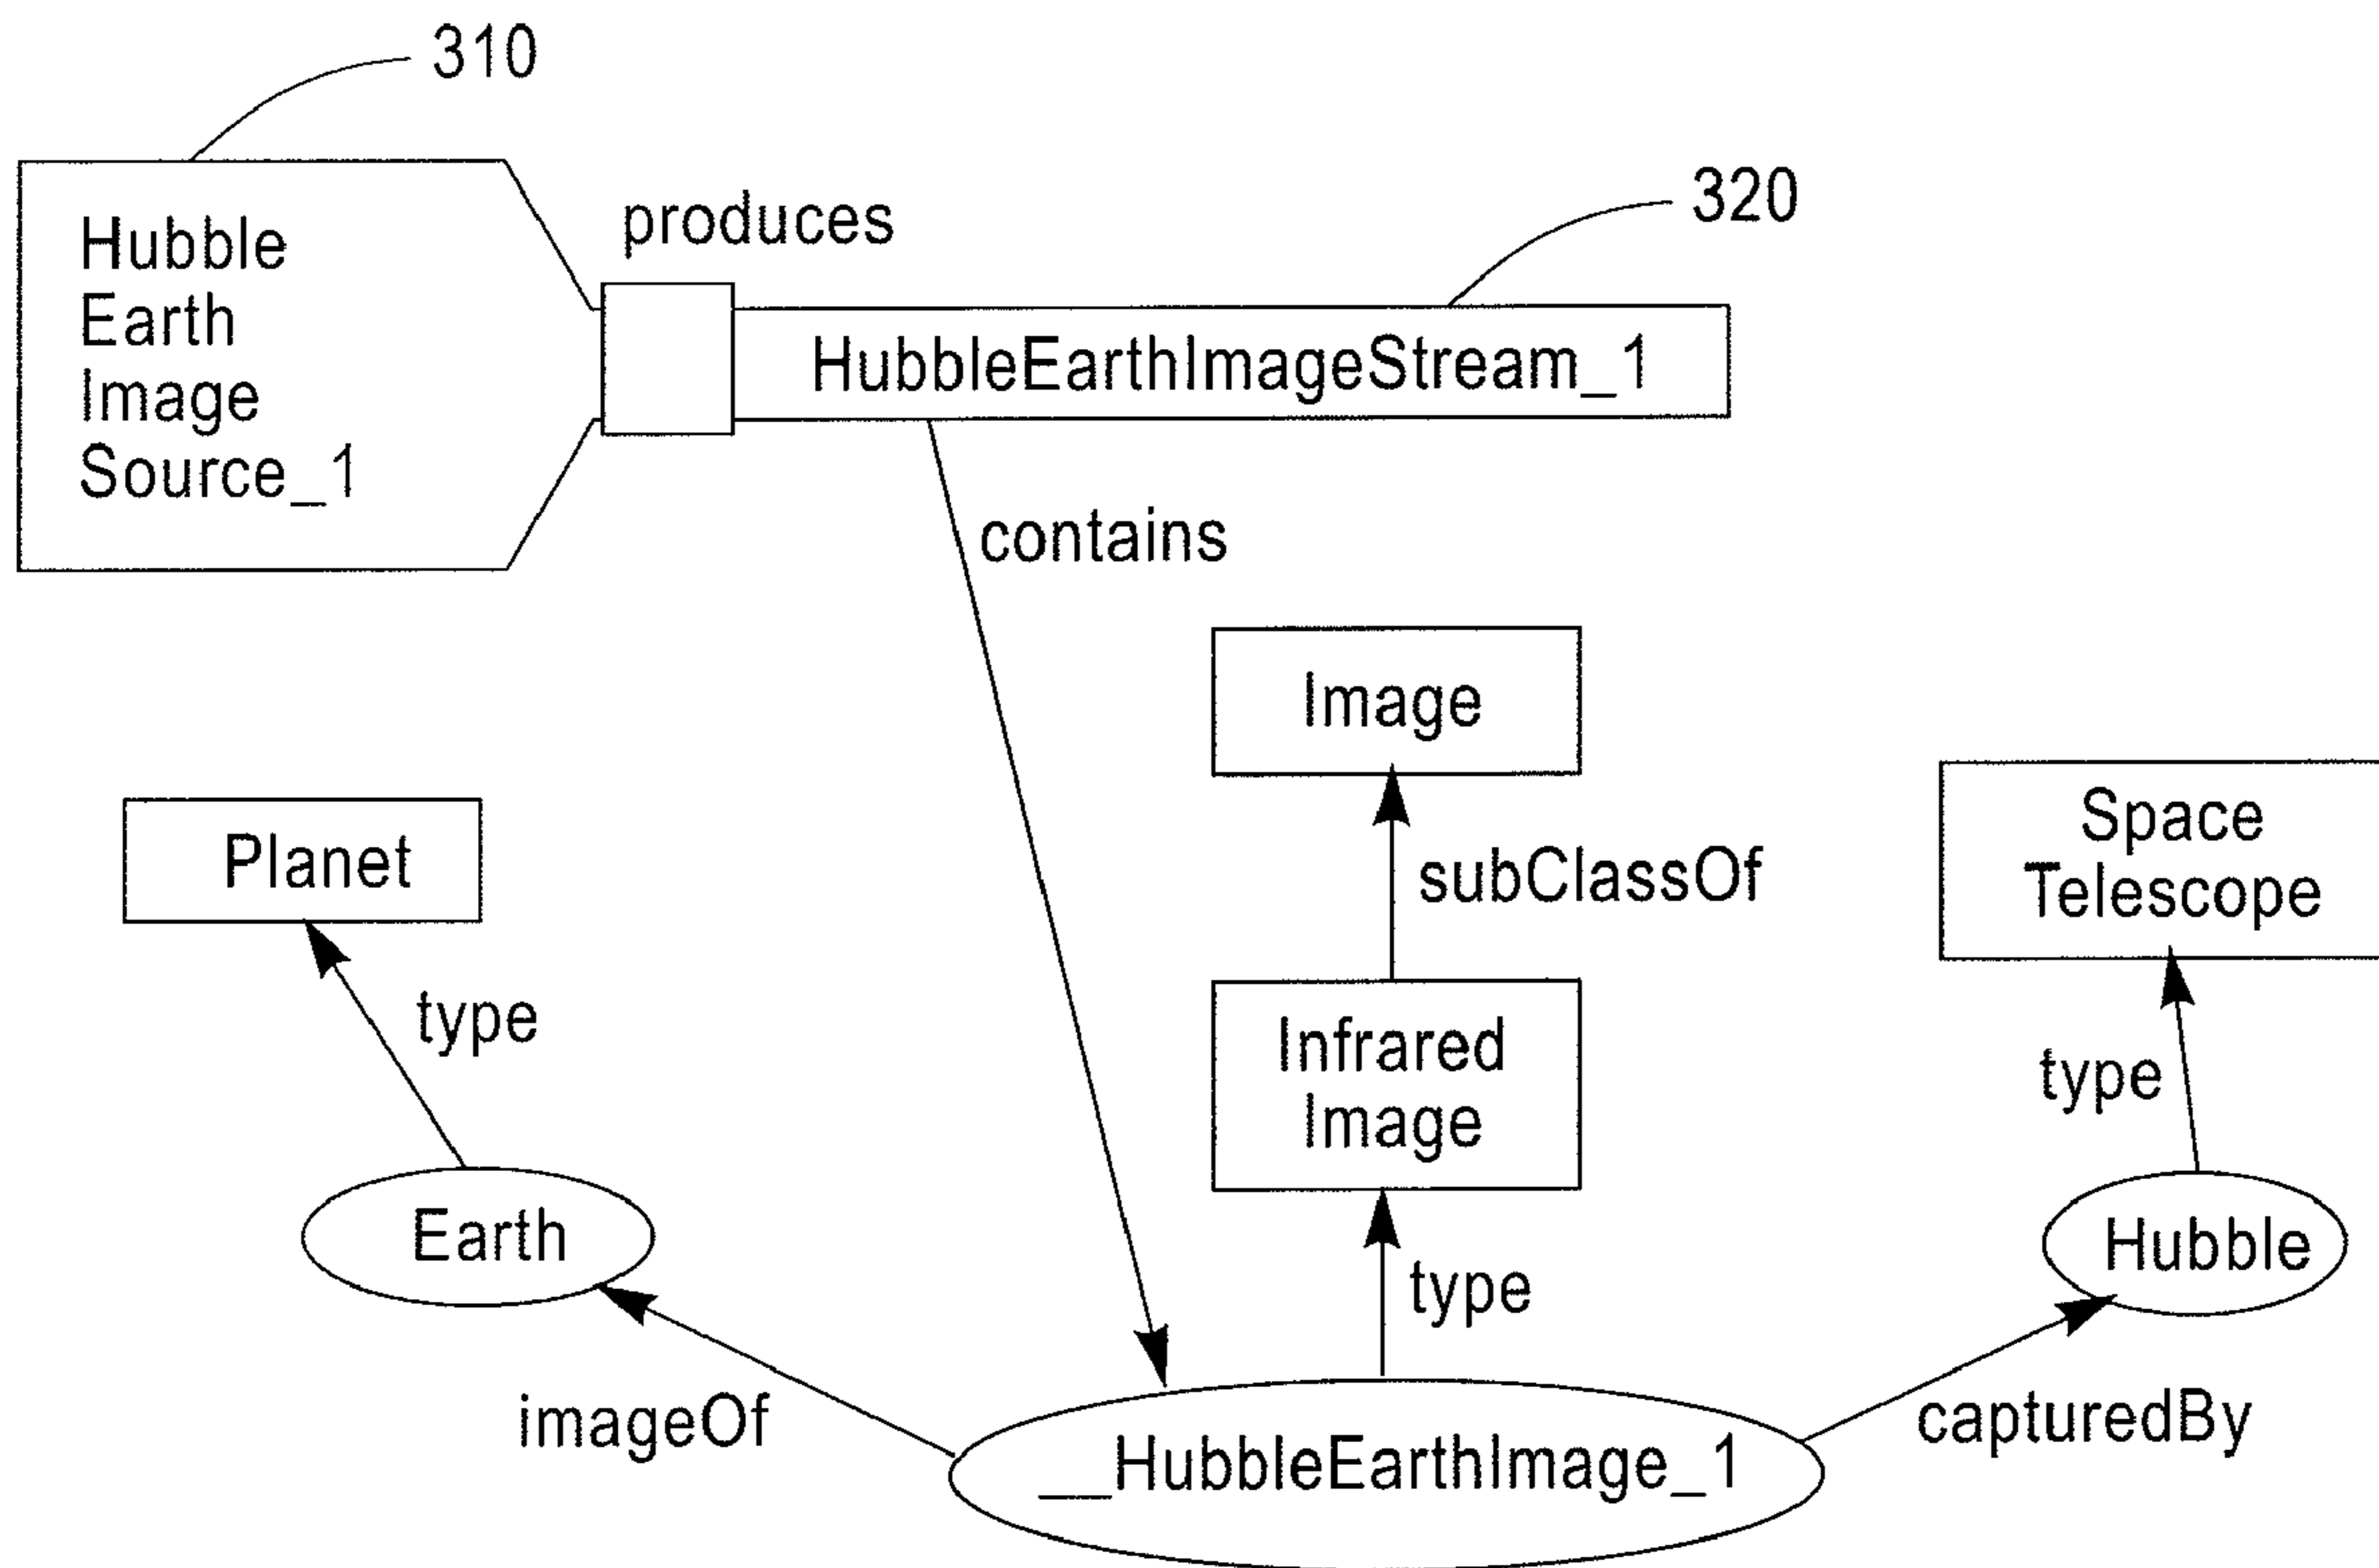 310
320
produces
Hubble
Earth
Image
Source_1
HubbleEarthImageStream_1
contains
Image
subClassOf
Space
Telescope
Planet
type
Infrared
Image
type
Earth
type
Hubble
imageOf
capturedBy
__HubbleEarthImage_1